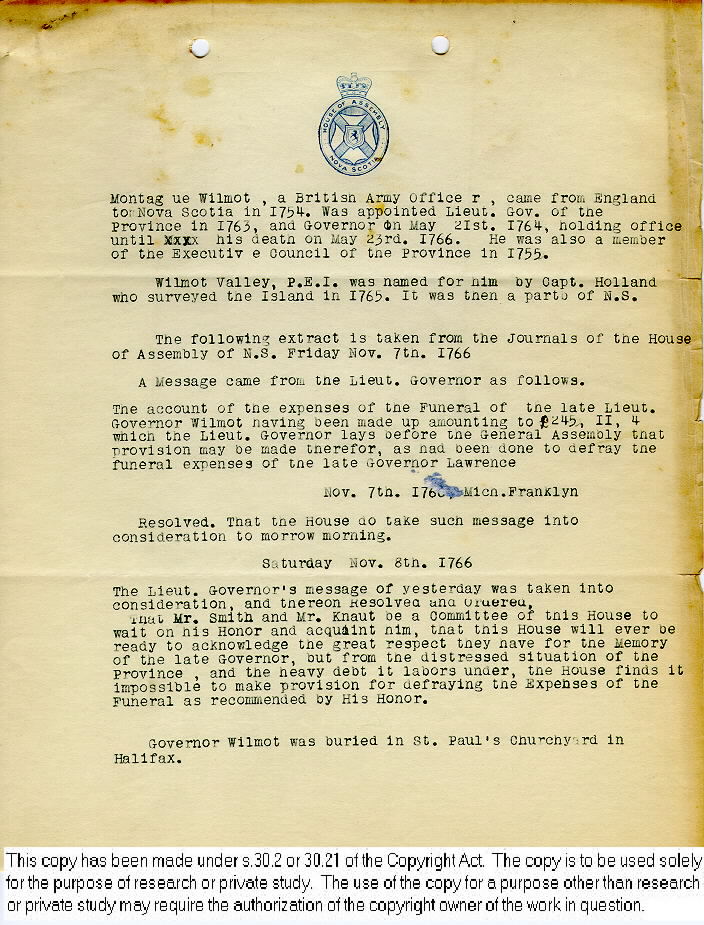 HOUSE OF ASSEMBLY
NOVA SCOTIA
Montag ue Wilmot , a British Army Office r , came from England
to Nova Scotia in I754. Was appointed Lieut. Gov. of the
Province in I763, and Governor On May 2Ist. I764, holding office
until xxxx his death on May 23rd. I766. He was also a member
of the Executiv e Council of the Province in I755.
Wilmot Valley, P.E.I. was named for him by Capt. Holland
who surveyed the Island in I765. It was then a part of N.S.
The following extract is taken from the Journals of the House
of Assembly of N.S. Friday Nov. 7th. I766
A Message came from the Lieut. Governor as follows.
The account of the expenses of the Funeral of the late Lieut.
Governor Wilmot having been made up amounting to £245, II, 4
which the Lieut. Governor lays before the General Assembly that
provision may be made therefor, as had been done to defray the
funeral expenses of the late Governor Lawrence
Nov. 7th. Mich.Franklyn
Resolved. That the House do take such message into
consideration to morrow morning.
Saturday Nov. 8th. I766
The Lieut. Governor's message of yesterday was taken into
consideration, and thereon Resolved and Ordered,
That Mr. Smith and Mr. Knaut be a Committee of this House to
wait on his Honor and acquaint him, that this House will ever be
ready to acknowledge the great respect they have for the Memory
of the late Governor, but from the distressed situation of the
Province , and the heavy debt it labors under, the House finds it
impossible to make provision for defraying the Expenses of the
Funeral as recommended by His Honor.
Governor Wilmot was buried in St. Paul's Churchyard in
Halifax.
This copy has been made under s.30.2 or 30.21 of the Copyright Act. The copy is to be used solely
for the purpose of research or private study. The use of the copy for a purpose other than research
or private study may require the authorization of the copyright owner of the work in question.